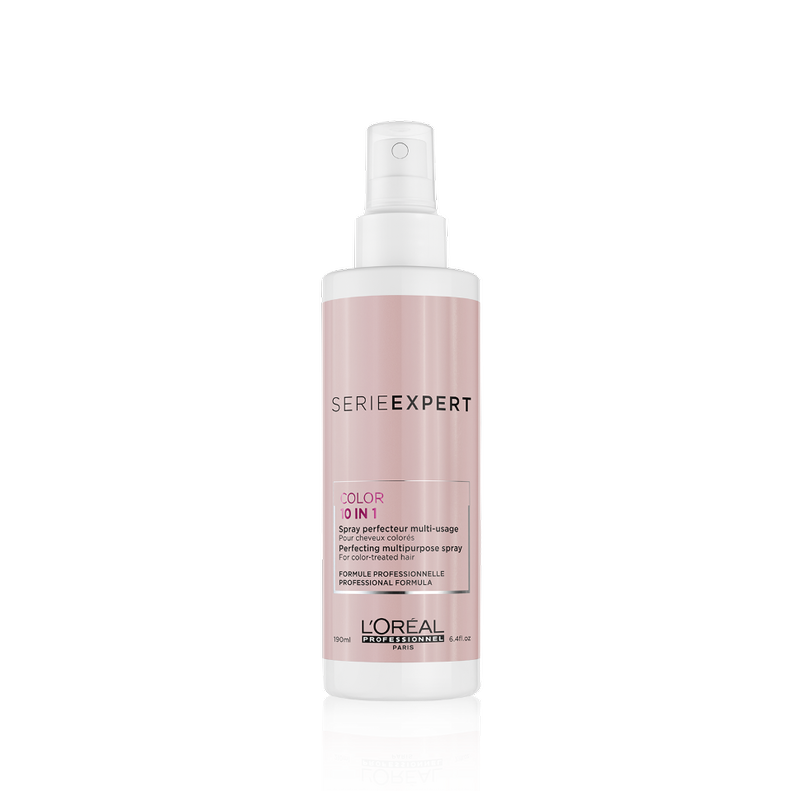 SERIEEXPERT
COLOR
10 IN 1
Spray perfecteur multi-usage
Pour cheveux colorés
Perfecting multipurpose spray
For color-treated hair
FORMULE PROFESSIONNELLE
PROFESSIONAL FORMULA
L'ORÉAL
PROFESSIONNEL
190ml 6.4fl.oz
PARIS